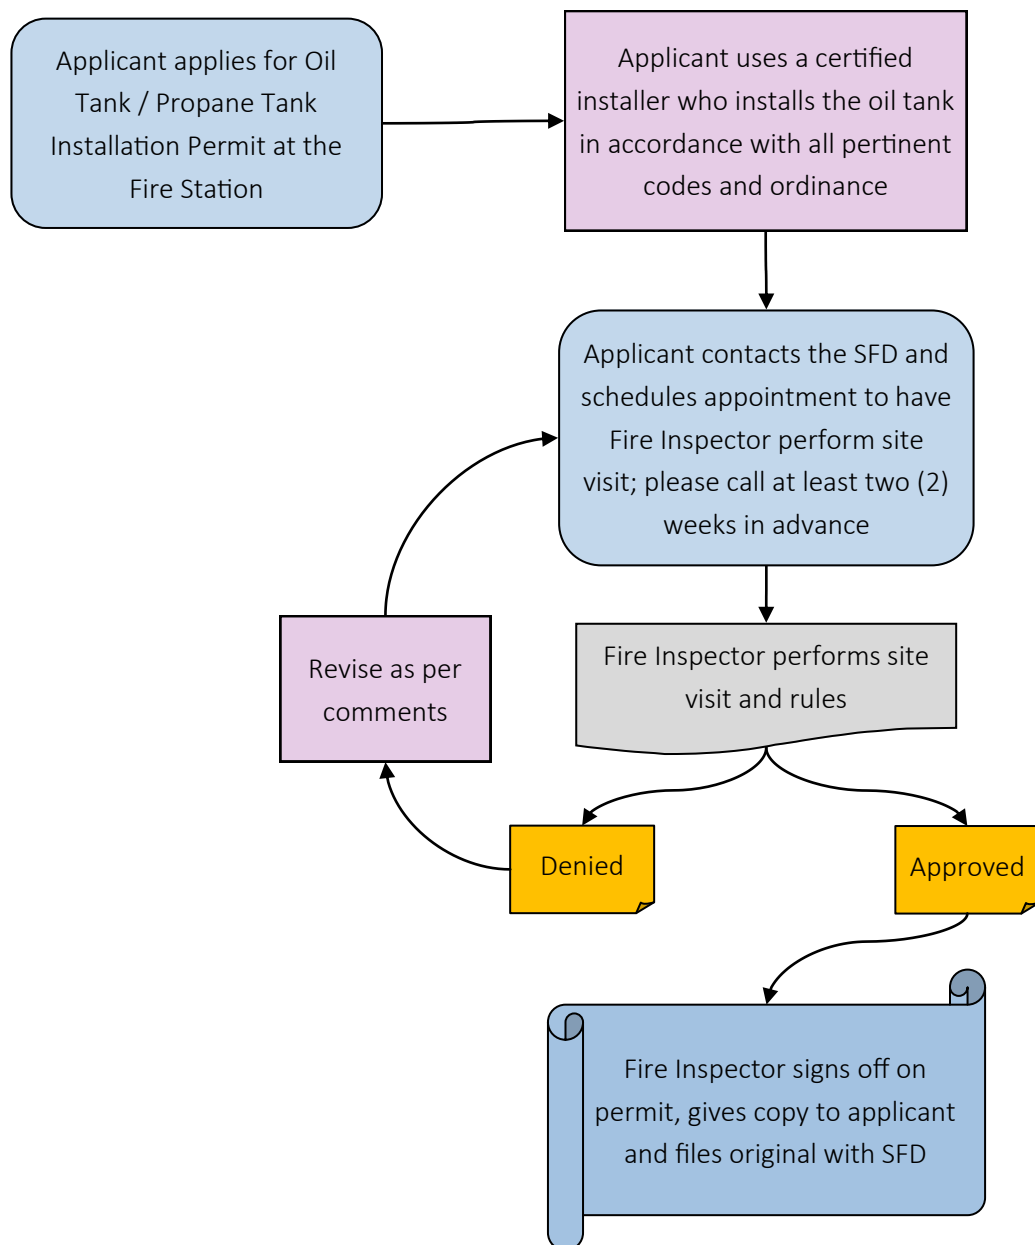 Applicant applies for Oil
Tank / Propane Tank
Installation Permit at the
Fire Station
Applicant uses a certified
installer who installs the oil tank
in accordance with all pertinent
codes and ordinance
Applicant contacts the SFD and
schedules appointment to have
Fire Inspector perform site
visit; please call at least two (2)
weeks in advance
Revise as per
comments
Fire Inspector performs site
visit and rules
Denied
Approved
Fire Inspector signs off on
permit, gives copy to applicant
and files original with SFD